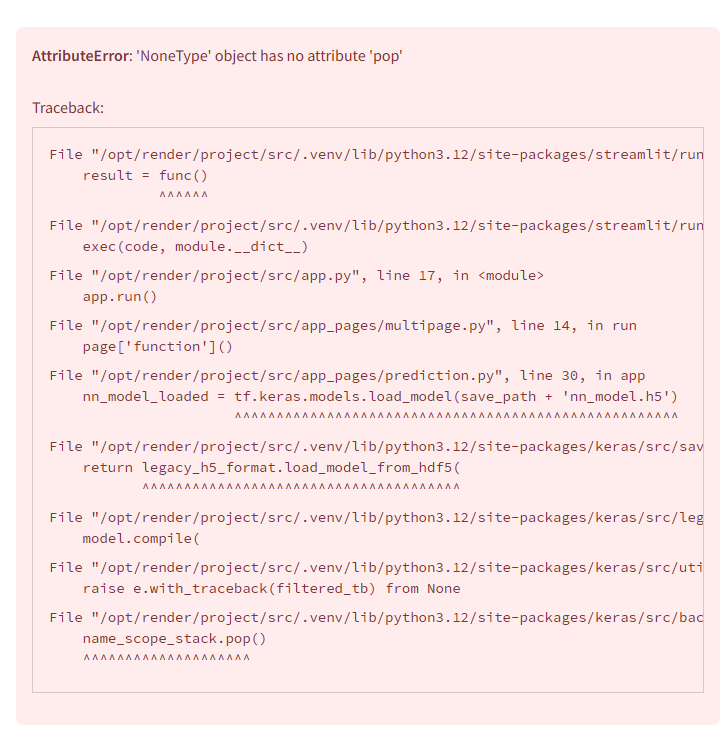 AttributeError: 'NoneType' object has no attribute 'pop'
Traceback:
File "/opt/render/project/src/.venv/lib/python3.12/site-packages/streamlit/run
result = func()
^^^^^^
File "/opt/render/project/src/.venv/lib/python3.12/site-packages/streamlit/run
exec(code, module.__dict__)
File "/opt/render/project/src/app.py", line 17, in <module>
app.run()
File "/opt/render/project/src/app_pages/multipage.py", line 14, in run
page['function']()
File "/opt/render/project/src/app_pages/prediction.py", line 30, in app
nn_model_loaded = tf.keras.models.load_model(save_path + 'nn_model.h5')
^^^^^^^^^^^^^^^^^^^^^^^^^^^^^^^^^^^^^^^^^^^^^^^^^^^^^
File "/opt/render/project/src/.venv/lib/python3.12/site-packages/keras/src/sav
return legacy_h5_format.load_model_from_hdf5(
^^^^^^^^^^^^^^^^^^^^^^^^^^^^^^^^^^^^^^
File "/opt/render/project/src/.venv/lib/python3.12/site-packages/keras/src/leg
model.compile(
File "/opt/render/project/src/.venv/lib/python3.12/site-packages/keras/src/uti
raise e.with_traceback(filtered_tb) from None
File "/opt/render/project/src/.venv/lib/python3.12/site-packages/keras/src/bac
name_scope_stack.pop()
^^^^^^^^^^^^^^^^^^^^